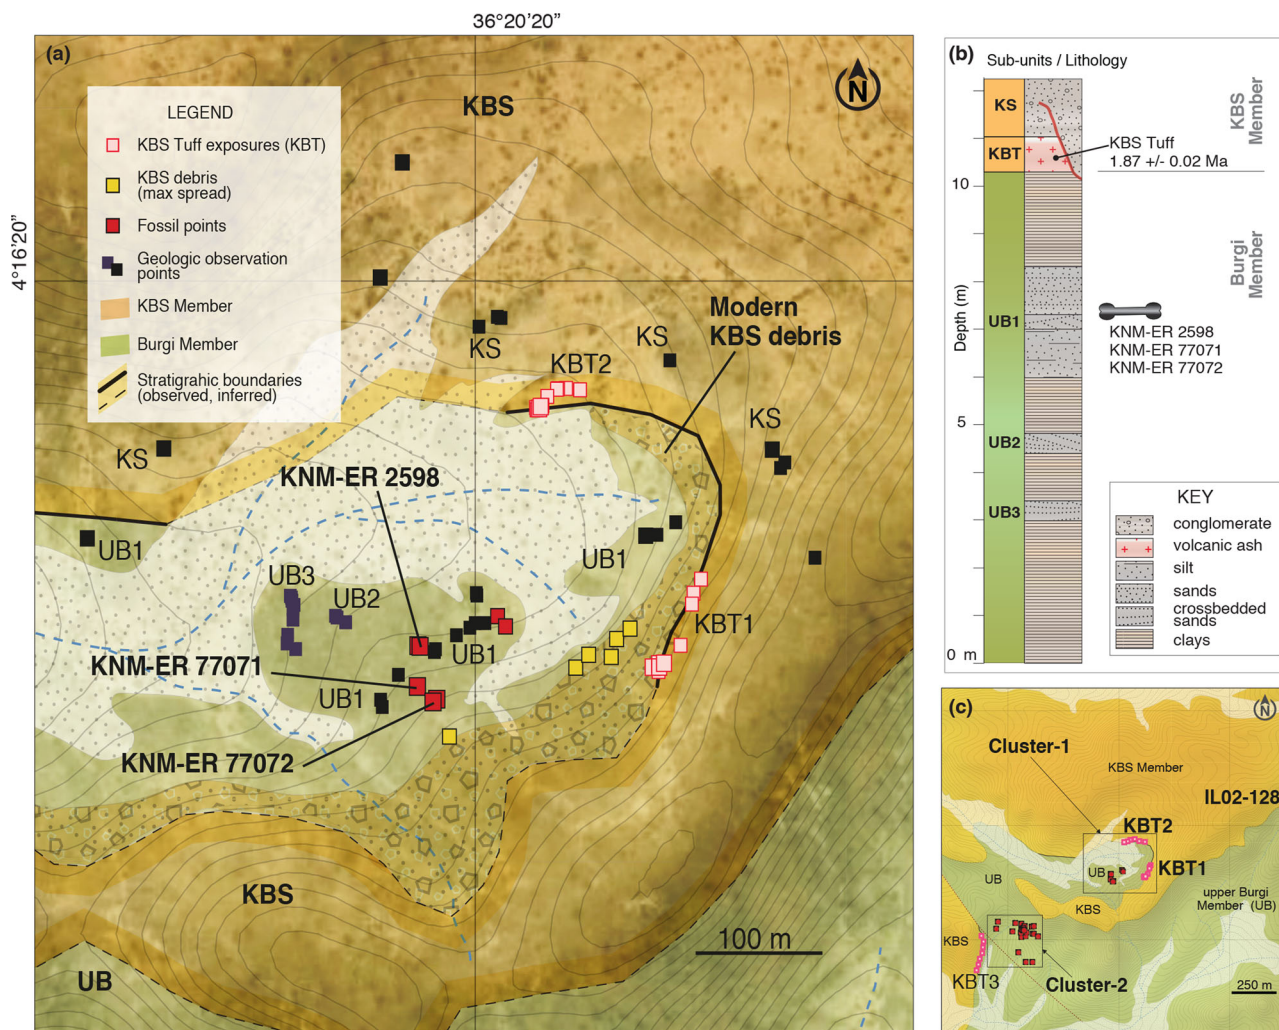 36°20'20"
4°16'20"
(a)
N
LEGEND
KBS Tuff exposures (KBT)
KBS debris
(max spread)
Fossil points
Geologic observation
points
KBS Member
Burgi Member
Stratigrahic boundaries
(observed, inferred)
KBS
Modern
KBS debris
KS
KS
KBT2
KS
KS
KNM-ER 2598
UB1
UB1
UB3
UB2
KBT1
UB1
KNM-ER 77071
UB1
KNM-ER 77072
KBS
100 m
UB
(b)
Sub-units / Lithology
KS
KBT
KBS Tuff
1.87 +/- 0.02 Ma
KBS
Member
10
Burgi
Member
Depth (m)
UB1
KNM-ER 2598
KNM-ER 77071
KNM-ER 77072
5
UB2
UB3
0 m
KEY
conglomerate
volcanic ash
silt
sands
crossbedded
sands
clays
(c)
N
Cluster-1
KBS Member
IL02-128
KBT2
KBT1
UB
UB
upper Burgi
Member (UB)
KBS
KBS
KBT3
Cluster-2
250 m